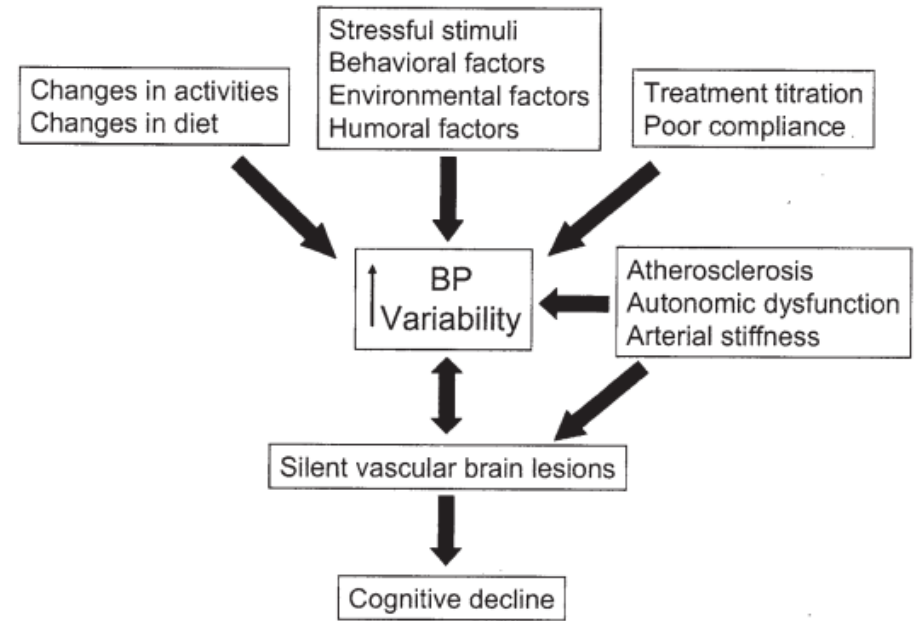 Stressful stimuli
Behavioral factors
Environmental factors
Humoral factors
Changes in activities
Changes in diet
Treatment titration
Poor compliance
BP
Variability
Atherosclerosis
Autonomic dysfunction
Arterial stiffness
Silent vascular brain lesions
Cognitive decline